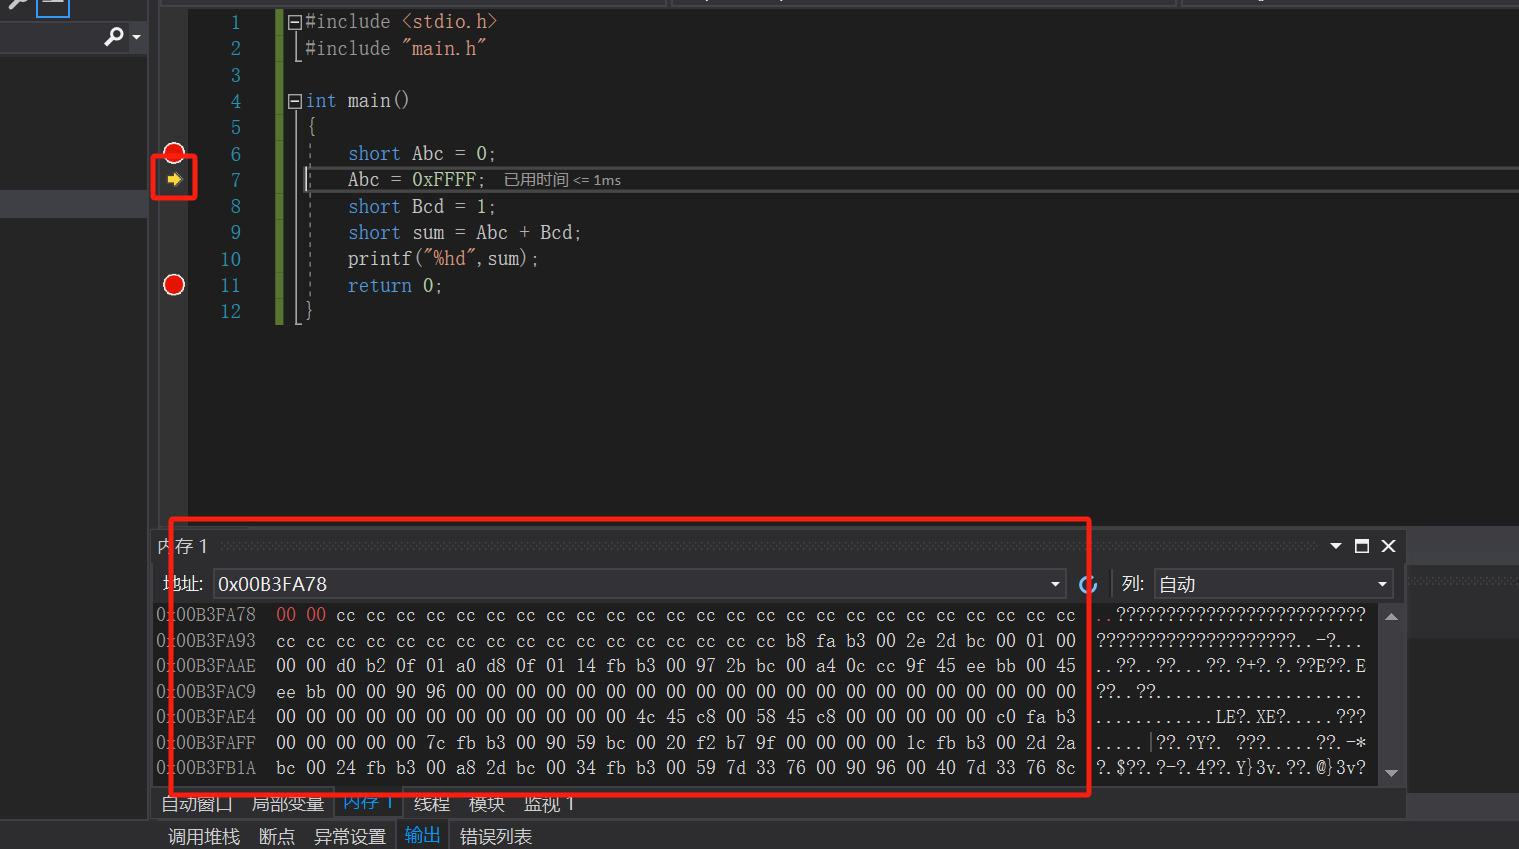 1 #include <stdio.h>
2 #include "main.h"
3
4 int main()
5 {
6 short Abc = 0;
7 Abc = 0xFFFF; 已用时间 <= 1ms
8 short Bcd = 1;
9 short sum = Abc + Bcd;
10 printf("%hd",sum);
11 return 0;
12 }
内存 1
地址: 0x00B3FA78 列: 自动
0x00B3FA78 00 00 cc cc cc cc cc cc cc cc cc cc cc cc cc cc cc cc cc cc cc cc cc cc cc cc cc ..?????????????????????????
0x00B3FA93 cc cc cc cc cc cc cc cc cc cc cc cc cc cc cc cc cc b8 fa b3 00 2e 2d bc 00 01 00 ????????????????????..-?...
0x00B3FAAE 00 00 d0 b2 0f 01 a0 d8 0f 01 14 fb b3 00 97 2b bc 00 a4 0c cc 9f 45 ee bb 00 45 ..??..??...??.?+?.?.??E??.E
0x00B3FAC9 ee bb 00 00 90 96 00 00 00 00 00 00 00 00 00 00 00 00 00 00 00 00 00 00 00 00 00 ??..??.....................
0x00B3FAE4 00 00 00 00 00 00 00 00 00 00 00 00 4c 45 c8 00 58 45 c8 00 00 00 00 00 c0 fa b3 ............LE?.XE?.....???
0x00B3FAFF 00 00 00 00 00 7c fb b3 00 90 59 bc 00 20 f2 b7 9f 00 00 00 00 1c fb b3 00 2d 2a .....|??.?Y?. ???.....??.-*
0x00B3FB1A bc 00 24 fb b3 00 a8 2d bc 00 34 fb b3 00 59 7d 33 76 00 90 96 00 40 7d 33 76 8c ?.$??.?-?.4??.Y}3v.??.@}3v?
自动窗口 局部变量 内存 1 线程 模块 监视 1
调用堆栈 断点 异常设置 输出 错误列表